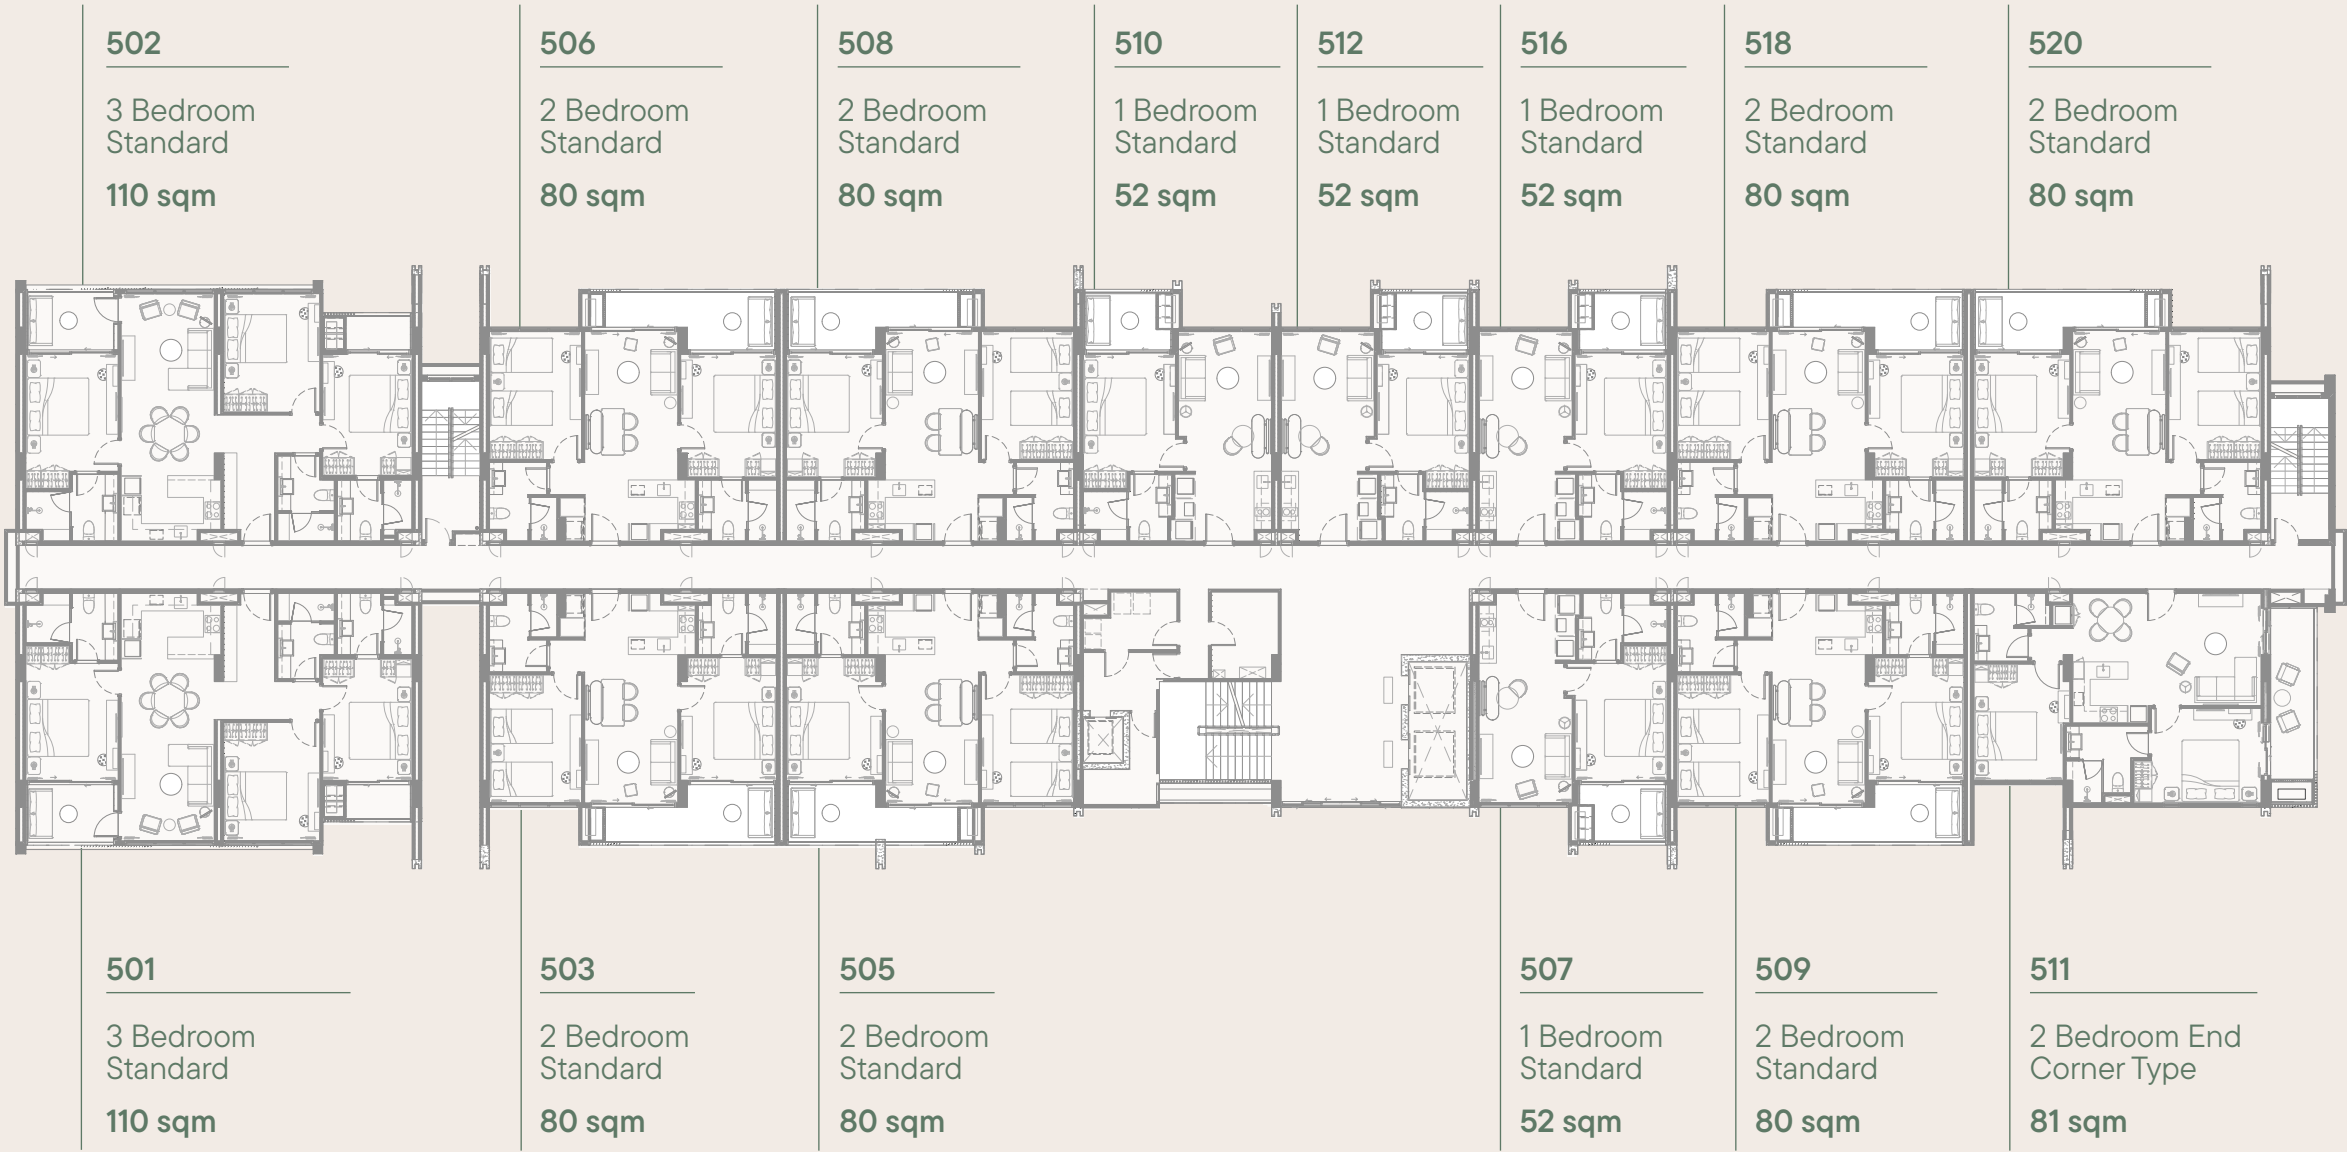 502
3 Bedroom
Standard
110 sqm
506
2 Bedroom
Standard
80 sqm
508
2 Bedroom
Standard
80 sqm
510
1 Bedroom
Standard
52 sqm
512
1 Bedroom
Standard
52 sqm
516
1 Bedroom
Standard
52 sqm
518
2 Bedroom
Standard
80 sqm
520
2 Bedroom
Standard
80 sqm
501
3 Bedroom
Standard
110 sqm
503
2 Bedroom
Standard
80 sqm
505
2 Bedroom
Standard
80 sqm
507
1 Bedroom
Standard
52 sqm
509
2 Bedroom
Standard
80 sqm
511
2 Bedroom End
Corner Type
81 sqm